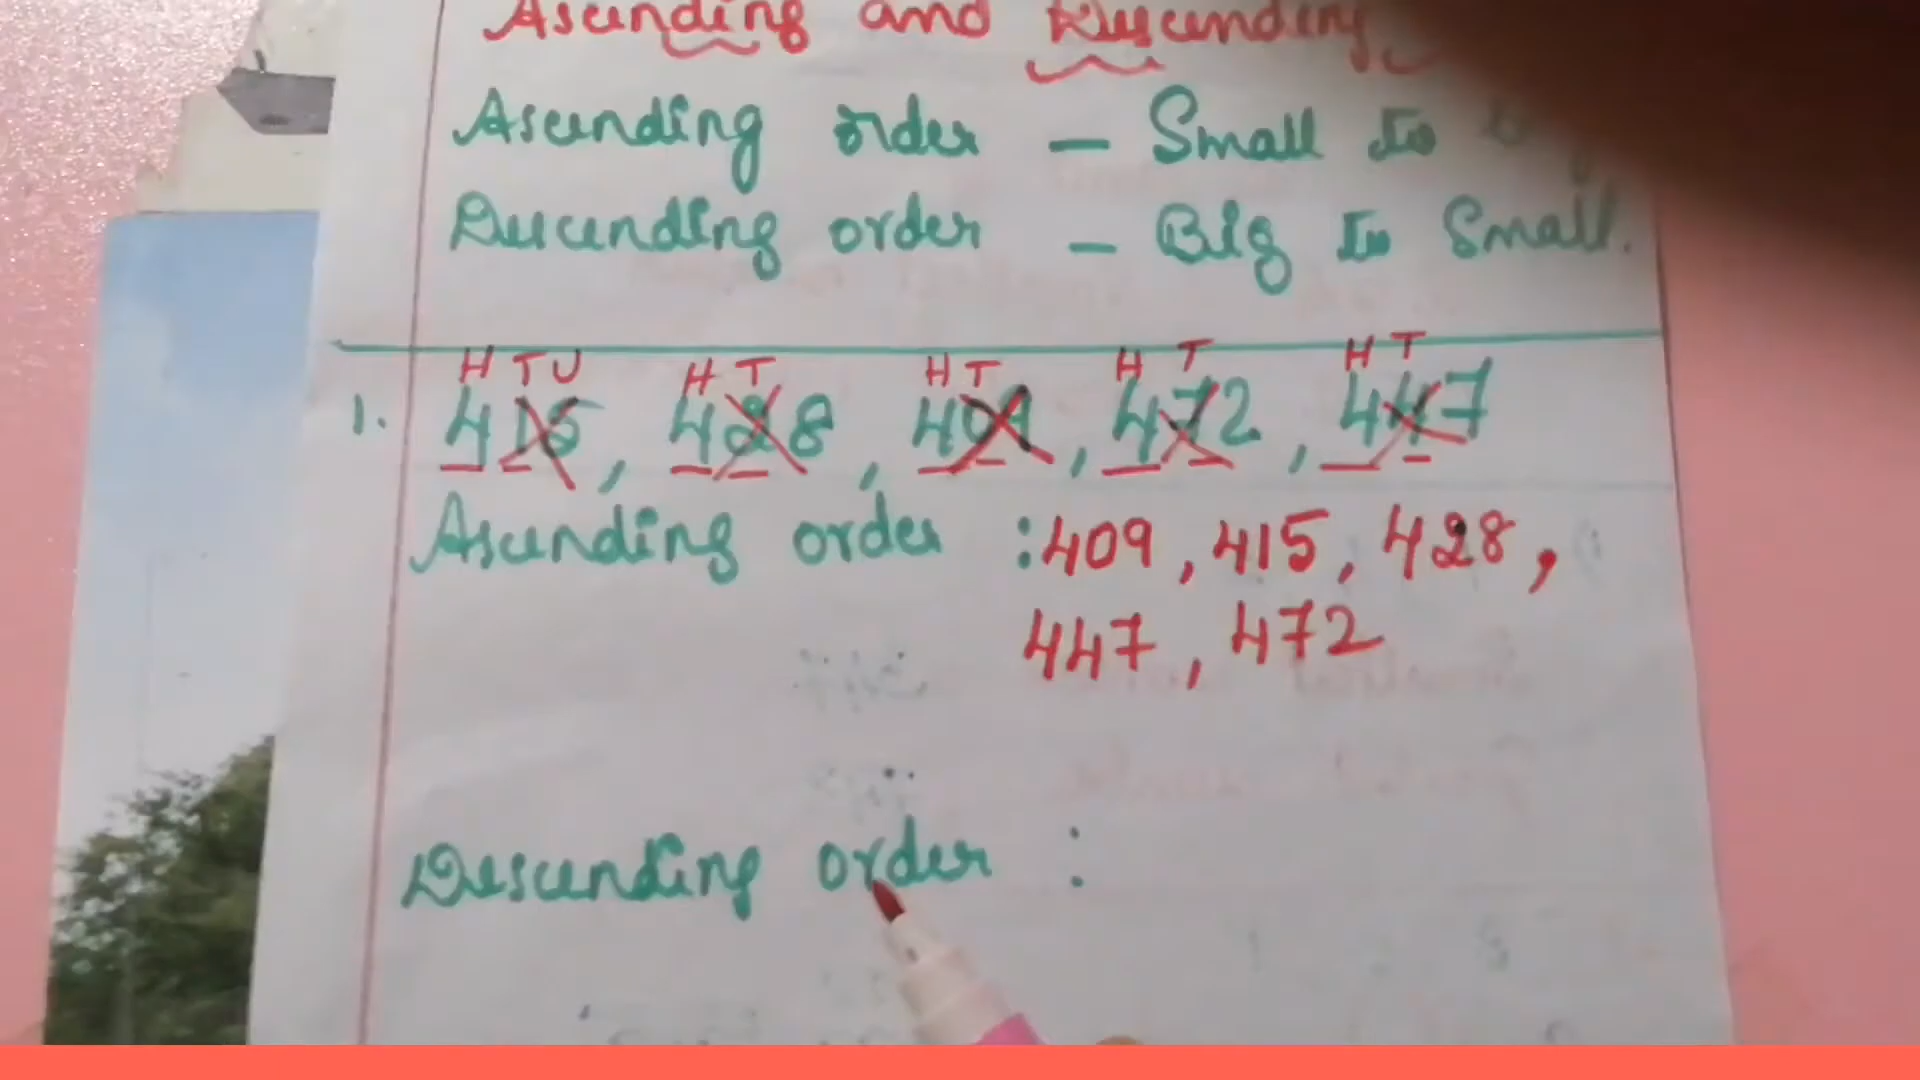 Ascending and Descending
Ascending order – Small to
Descending order – Big to Small.
H T U H T H T H T H T
1. 415, 428, 409, 472, 447
Ascending order : 409, 415, 428,
447, 472
Descending order :